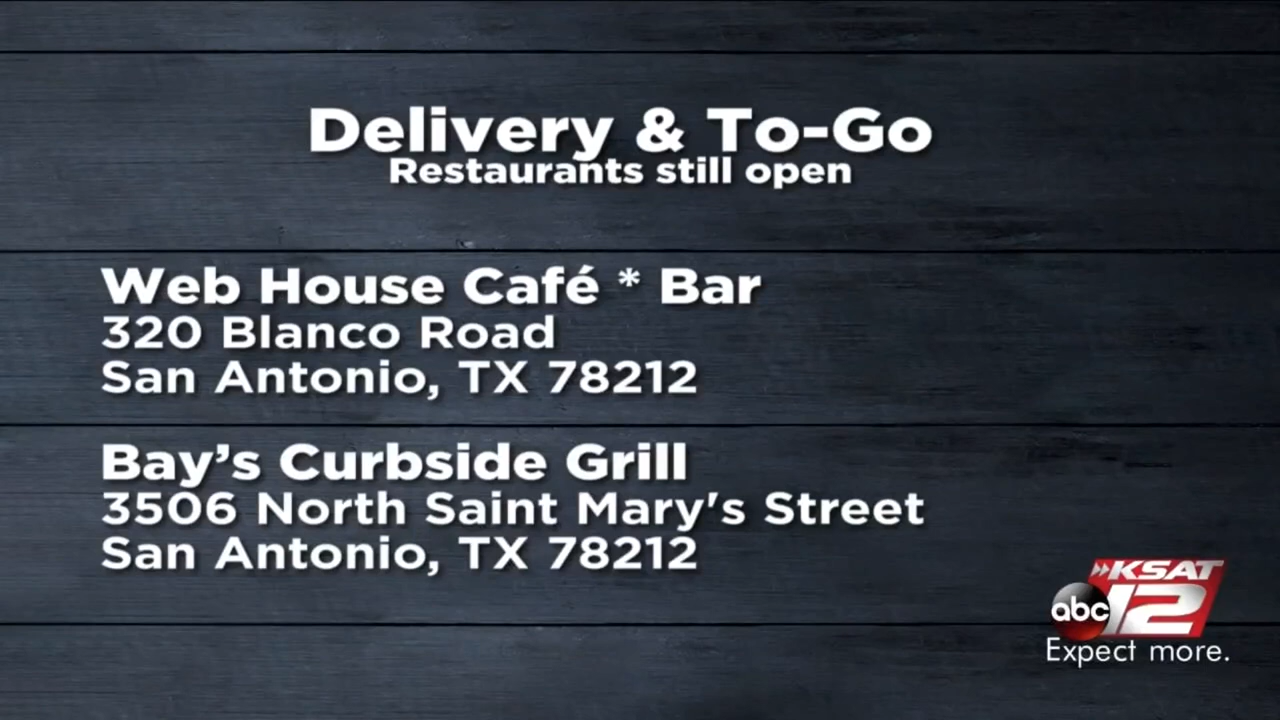 Delivery & To-Go
Restaurants still open
Web House Café * Bar
320 Blanco Road
San Antonio, TX 78212
Bay’s Curbside Grill
3506 North Saint Mary's Street
San Antonio, TX 78212
KSAT
abc 12
Expect more.